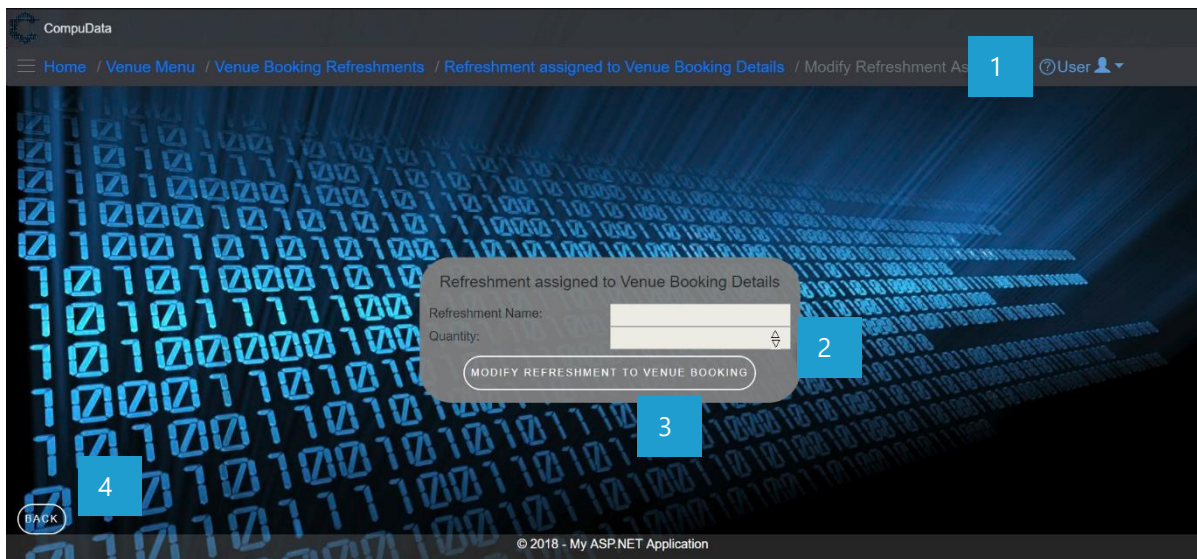 CompuData
Home / Venue Menu / Venue Booking Refreshments / Refreshment assigned to Venue Booking Details / Modify Refreshment As 1 User
Refreshment assigned to Venue Booking Details
Refreshment Name:
Quantity:
2
MODIFY REFRESHMENT TO VENUE BOOKING
3
4
BACK
© 2018 - My ASP.NET Application